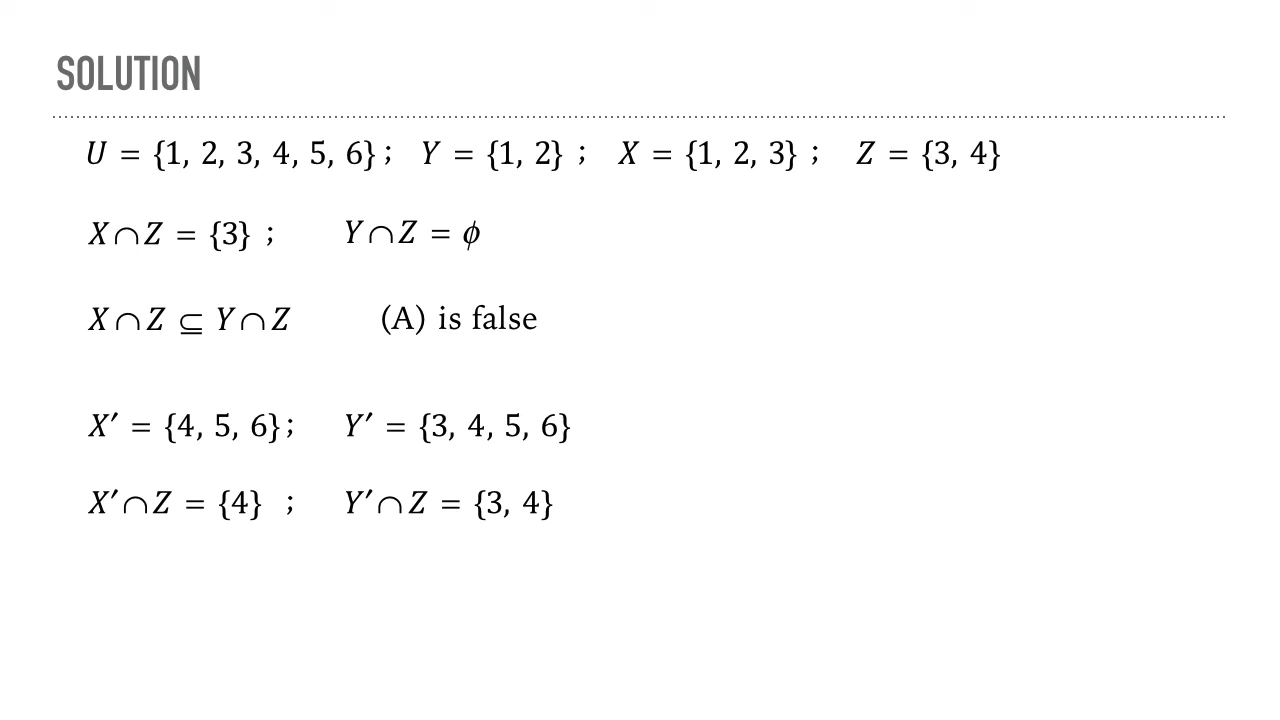 SOLUTION
U = {1, 2, 3, 4, 5, 6} ; Y = {1, 2} ; X = {1, 2, 3} ; Z = {3, 4}
X ∩ Z = {3} ; Y ∩ Z = ϕ
X ∩ Z ⊆ Y ∩ Z (A) is false
X′ = {4, 5, 6} ; Y′ = {3, 4, 5, 6}
X′ ∩ Z = {4} ; Y′ ∩ Z = {3, 4}